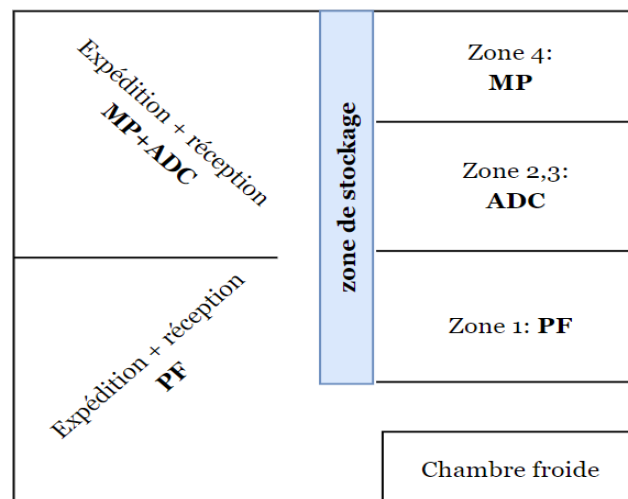 Expédition + réception
MP+ADC
Expédition + réception
PF
zone de stockage
Zone 4:
MP
Zone 2,3:
ADC
Zone 1: PF
Chambre froide